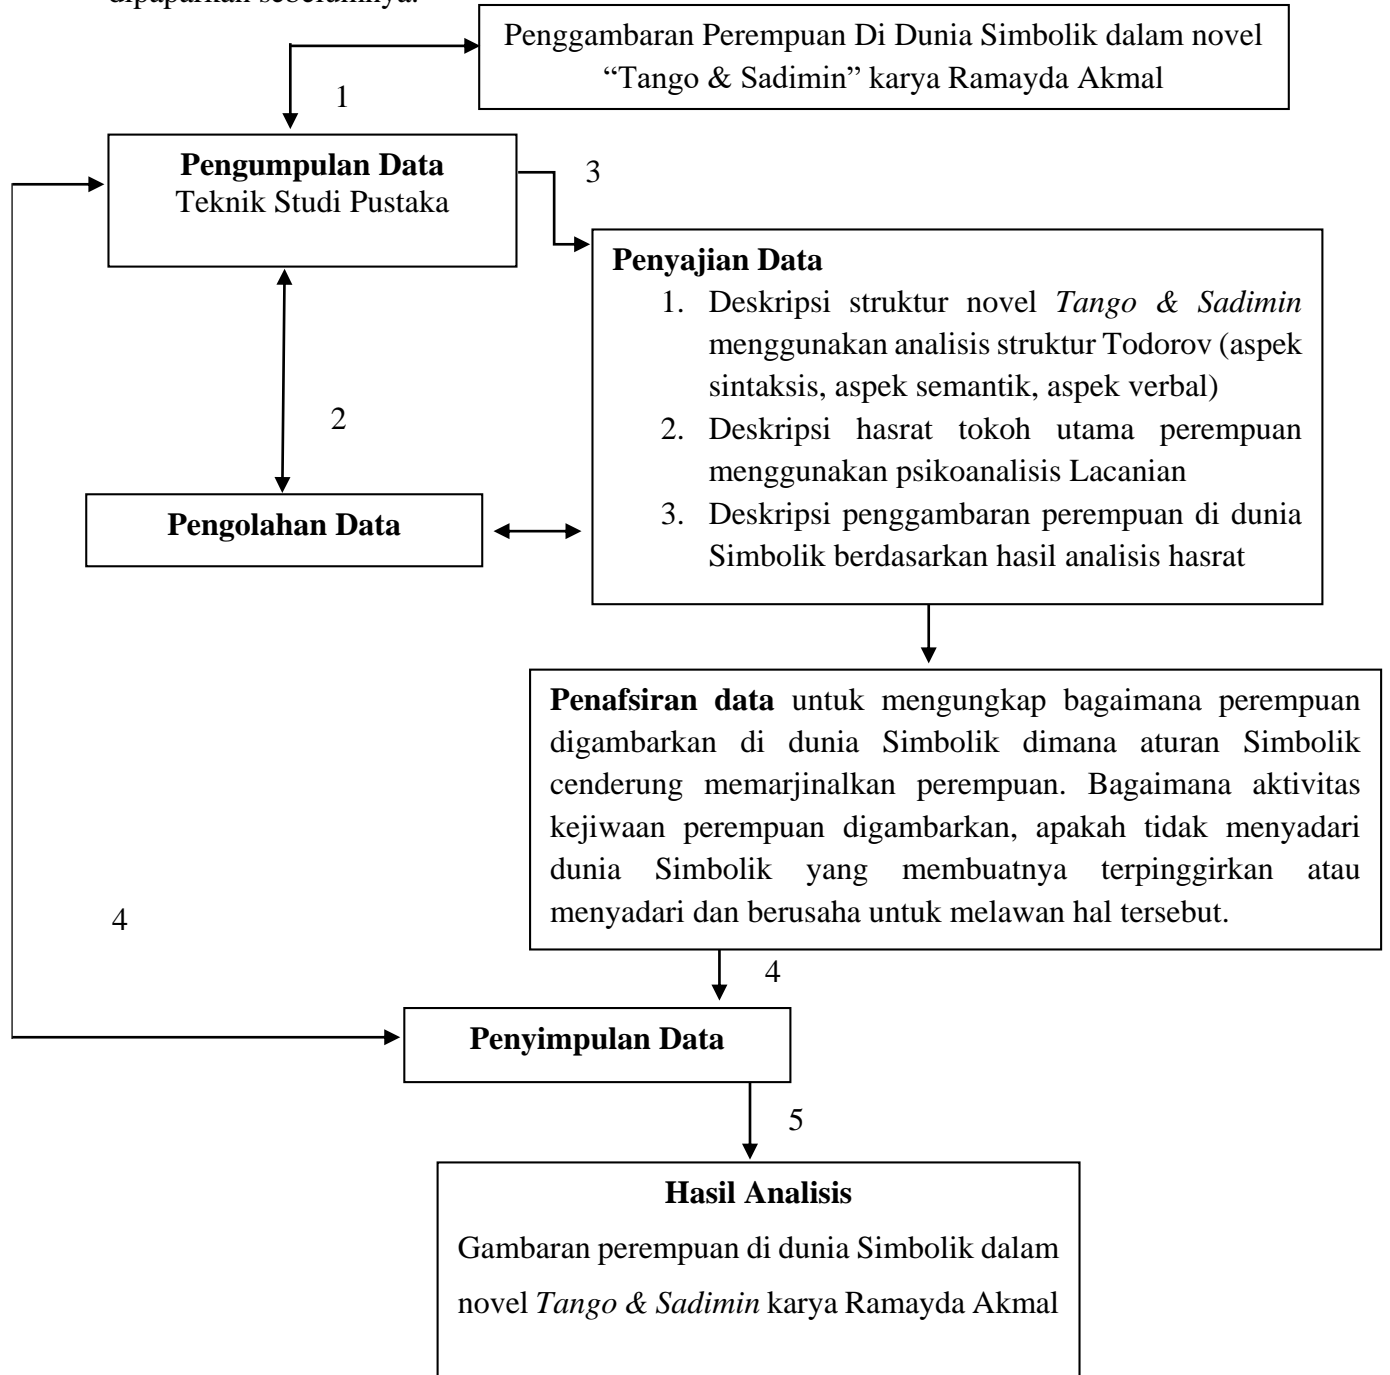 dipaparkan sebelumnya.
Penggambaran Perempuan Di Dunia Simbolik dalam novel
“Tango & Sadimin” karya Ramayda Akmal
1
Pengumpulan Data
Teknik Studi Pustaka
3
Penyajian Data
1. Deskripsi struktur novel Tango & Sadimin
menggunakan analisis struktur Todorov (aspek
sintaksis, aspek semantik, aspek verbal)
2. Deskripsi hasrat tokoh utama perempuan
menggunakan psikoanalisis Lacanian
3. Deskripsi penggambaran perempuan di dunia
Simbolik berdasarkan hasil analisis hasrat
2
Pengolahan Data
Penafsiran data untuk mengungkap bagaimana perempuan
digambarkan di dunia Simbolik dimana aturan Simbolik
cenderung memarjinalkan perempuan. Bagaimana aktivitas
kejiwaan perempuan digambarkan, apakah tidak menyadari
dunia Simbolik yang membuatnya terpinggirkan atau
menyadari dan berusaha untuk melawan hal tersebut.
4
4
Penyimpulan Data
5
Hasil Analisis
Gambaran perempuan di dunia Simbolik dalam
novel Tango & Sadimin karya Ramayda Akmal